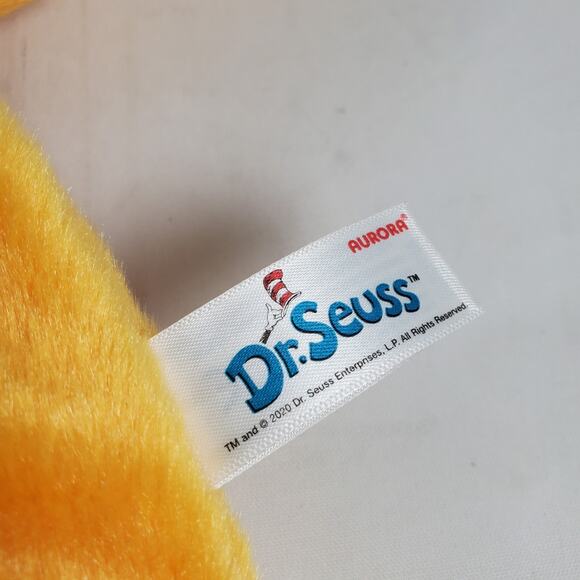 AURORA®
Dr. Seuss™
TM and © 2020 Dr. Seuss Enterprises, L.P. All Rights Reserved.